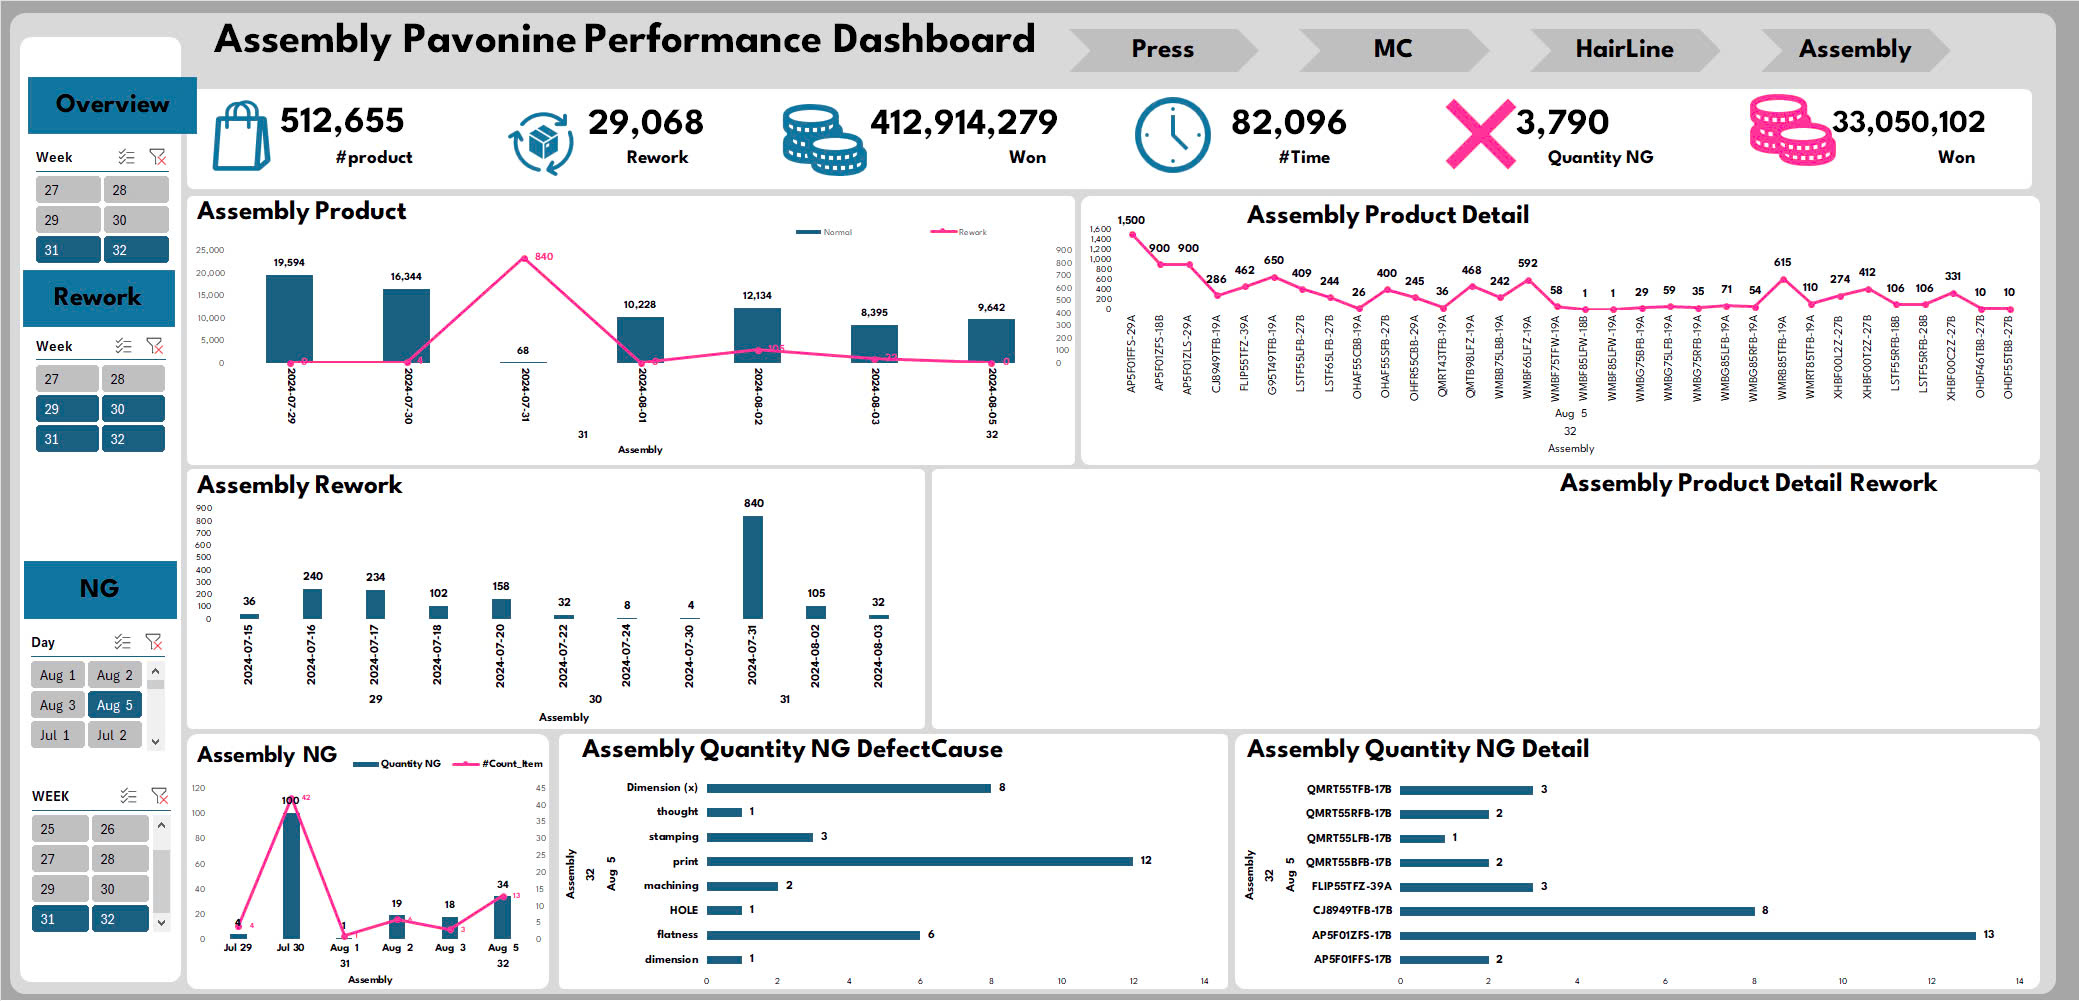 Assembly Pavonine Performance Dashboard
Press
MC
HairLine
Assembly
Overview
512,655
#product
29,068
Rework
412,914,279
Won
82,096
#Time
3,790
Quantity NG
33,050,102
Won
Week
27 28
29 30
31 32
Rework
Week
27 28
29 30
31 32
NG
Day
Aug 1 Aug 2
Aug 3 Aug 5
Jul 1 Jul 2
WEEK
25 26
27 28
29 30
31 32
Assembly Product
Normal Rework
25,000
20,000
15,000
10,000
5,000
0
900
800
700
600
500
400
300
200
100
0
19,594 16,344 68 10,228 12,134 8,395 9,642
0 4 840 0 105 32 0
2024-07-29 2024-07-30 2024-07-31 2024-08-01 2024-08-02 2024-08-03 2024-08-05
31 32
Assembly
Assembly Product Detail
1,600
1,400
1,200
1,000
800
600
400
200
0
1,500 900 900 286 462 650 409 244 26 400 245 36 468 242 592 58 1 1 29 59 35 71 54 615 110 274 412 106 106 331 10 10
AP5F01FFS-29A
AP5F01ZFS-18B
AP5F01ZLS-29A
CJ8949TFB-19A
FLIP55TFZ-39A
G95T49TFB-19A
LSTF55LFB-27B
LSTF65LFB-27B
OHAF55CBB-19A
OHAF55SFB-27B
OHFR55CBB-29A
QMRT43TFB-19A
QMTB98LFZ-19A
WMBB75LBB-19A
WMBF65LFZ-19A
WMBF75TFW-19A
WMBF85LFW-18B
WMBF85LFW-19A
WMBG75BFB-19A
WMBG75LFB-19A
WMBG75RFB-19A
WMBG85LFB-19A
WMBG85RFB-19A
WMRB85TFB-19A
WMRT85TFB-19A
XHBF00L2Z-27B
XHBF00T2Z-27B
LSTF55RFB-18B
LSTF55RFB-28B
XHBF00C2Z-27B
OHDF46TBB-27B
OHDF55TBB-27B
Aug 5
32
Assembly
Assembly Rework
900
800
700
600
500
400
300
200
100
0
36 240 234 102 158 32 8 4 840 105 32
2024-07-15 2024-07-16 2024-07-17 2024-07-18 2024-07-20 2024-07-22 2024-07-24 2024-07-30 2024-07-31 2024-08-02 2024-08-03
29 30 31
Assembly
Assembly Product Detail Rework
Assembly NG
Quantity NG #Count_Item
120
100
80
60
40
20
0
45
40
35
30
25
20
15
10
5
0
4 100 1 19 18 34
4 42 1 6 3 13
Jul 29 Jul 30 Aug 1 Aug 2 Aug 3 Aug 5
31 32
Assembly
Assembly Quantity NG DefectCause
Assembly
32
Aug 5
Dimension (x) 8
thought 1
stamping 3
print 12
machining 2
HOLE 1
flatness 6
dimension 1
0 2 4 6 8 10 12 14
Assembly Quantity NG Detail
Assembly
32
Aug 5
QMRT55TFB-17B 3
QMRT55RFB-17B 2
QMRT55LFB-17B 1
QMRT55BFB-17B 2
FLIP55TFZ-39A 3
CJ8949TFB-17B 8
AP5F01ZFS-17B 13
AP5F01FFS-17B 2
0 2 4 6 8 10 12 14